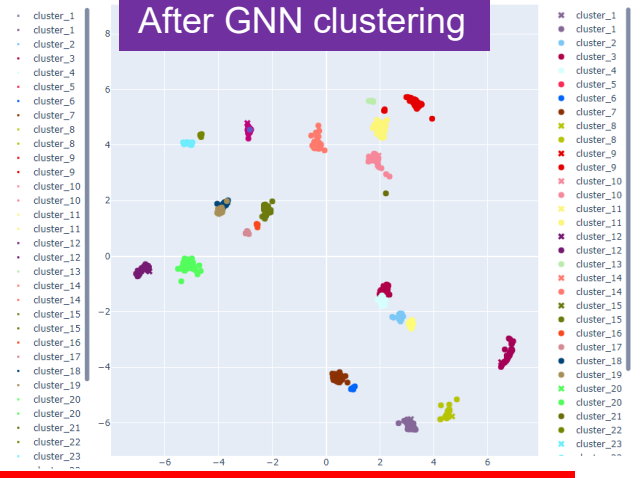 After GNN clustering
cluster_1
cluster_1
cluster_2
cluster_3
cluster_4
cluster_5
cluster_6
cluster_7
cluster_8
cluster_8
cluster_9
cluster_9
cluster_10
cluster_10
cluster_11
cluster_11
cluster_12
cluster_12
cluster_13
cluster_14
cluster_14
cluster_15
cluster_15
cluster_16
cluster_17
cluster_18
cluster_19
cluster_20
cluster_20
cluster_21
cluster_22
cluster_23
8
6
4
2
0
−2
−4
−6
−6
−4
−2
0
2
4
6
cluster_1
cluster_1
cluster_2
cluster_3
cluster_4
cluster_5
cluster_6
cluster_7
cluster_8
cluster_8
cluster_9
cluster_9
cluster_10
cluster_10
cluster_11
cluster_11
cluster_12
cluster_12
cluster_13
cluster_14
cluster_14
cluster_15
cluster_15
cluster_16
cluster_17
cluster_18
cluster_19
cluster_20
cluster_20
cluster_21
cluster_22
cluster_23